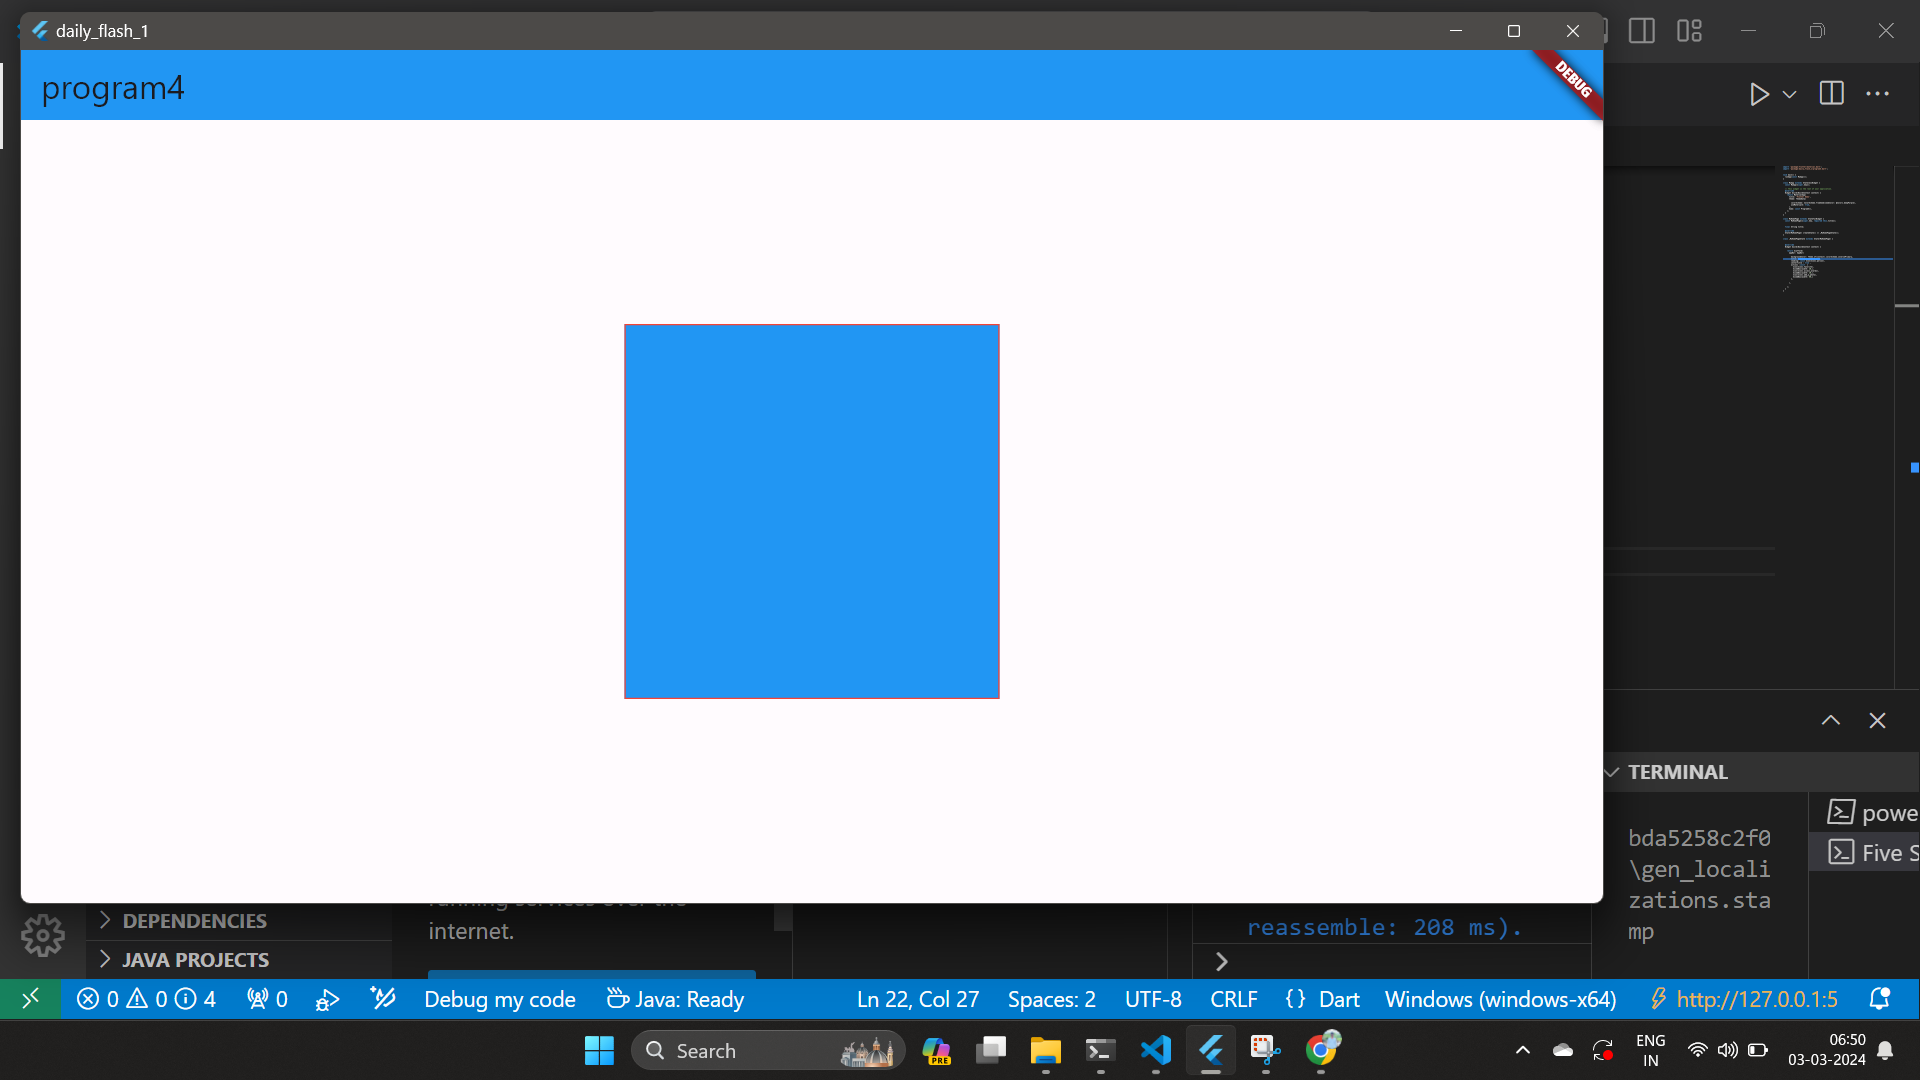 daily_flash_1
program4
DEBUG
TERMINAL
powe
bda5258c2f0
Five S
\gen_locali
zations.sta
mp
DEPENDENCIES
internet.
reassemble: 208 ms).
JAVA PROJECTS
0 0 4 0 Debug my code Java: Ready Ln 22, Col 27 Spaces: 2 UTF-8 CRLF {} Dart Windows (windows-x64) http://127.0.0.1:5
Search
PRE
ENG
IN
06:50
03-03-2024